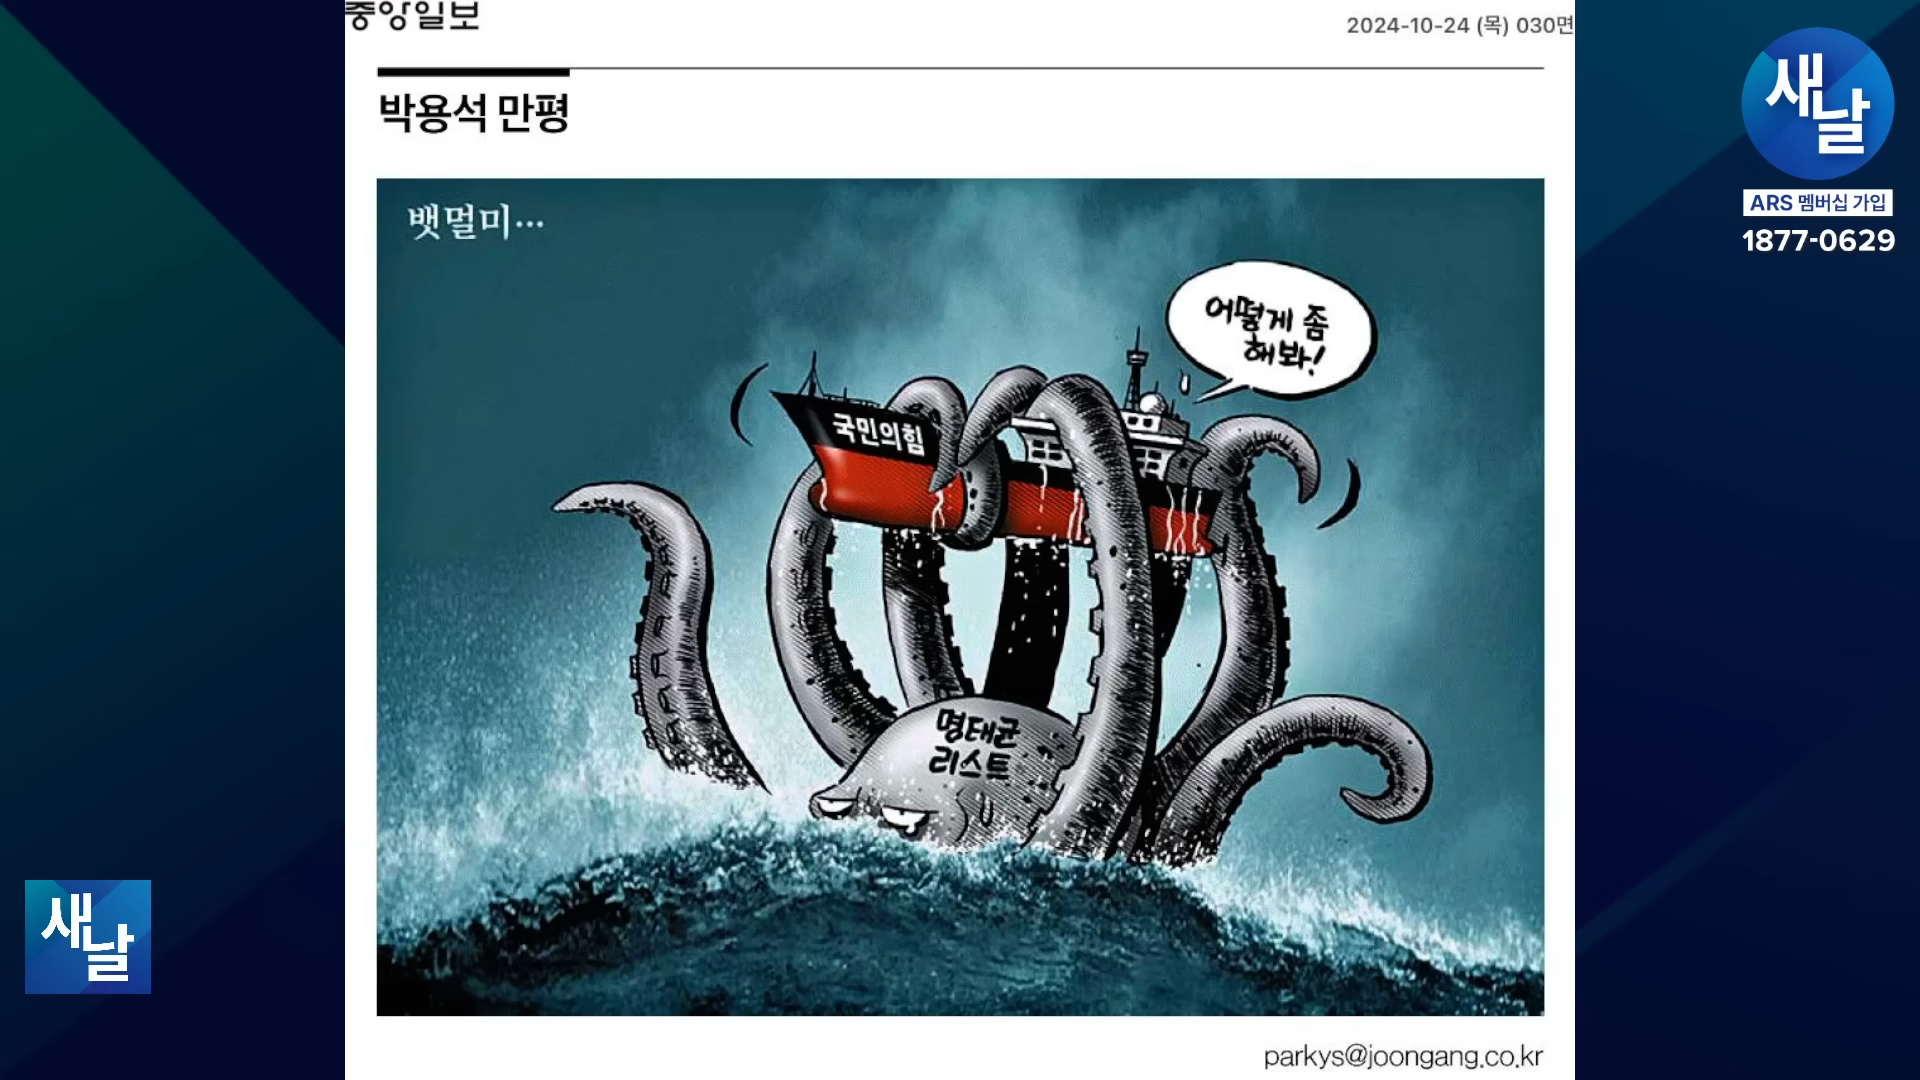 중앙일보
2024-10-24 (목) 030면
박용석 만평
뱃멀미…
어떻게 좀
해봐!
국민의힘
명태균
리스트
parkys@joongang.co.kr
새날
ARS 멤버십 가입
1877-0629
새날